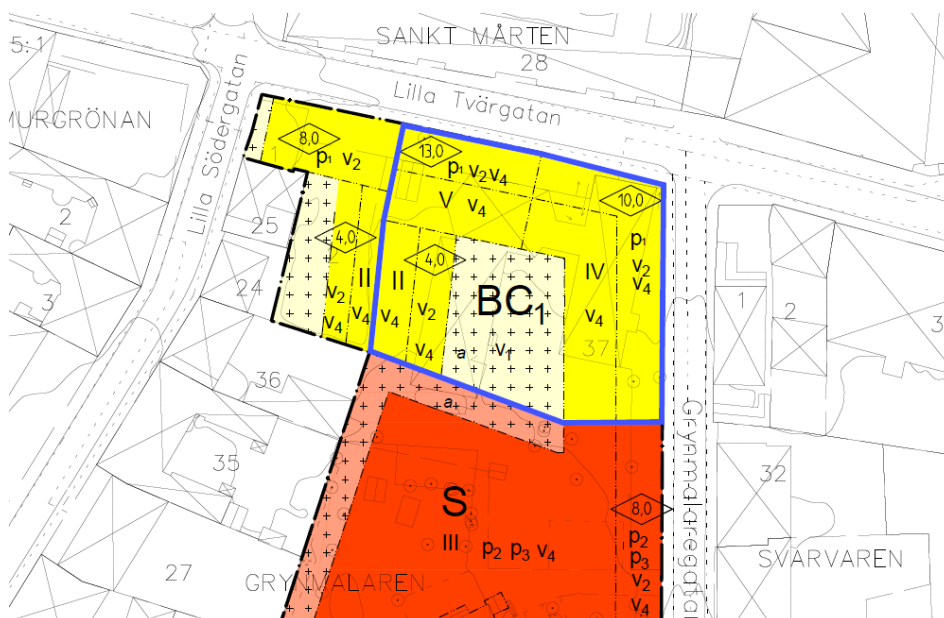 SANKT MÅRTEN
28
5:1
Lilla Tvärgatan
MURGRÖNAN
Lilla Södergatan
8,0
p1 v2
1
13,0
p1 v2 v4
V v4
10,0
p1
v2
v4
2
25
4,0
II
v2
v4
v4
II
4,0
v4
v2
v4
BC1
a v1
IV
v4
37
1
2
3
3
24
36
a
35
S
III
p2 p3 v4
8,0
p2
p3
v2
v4
Grynmalaregatan
32
SVARVAREN
27
GRYNMALAREN